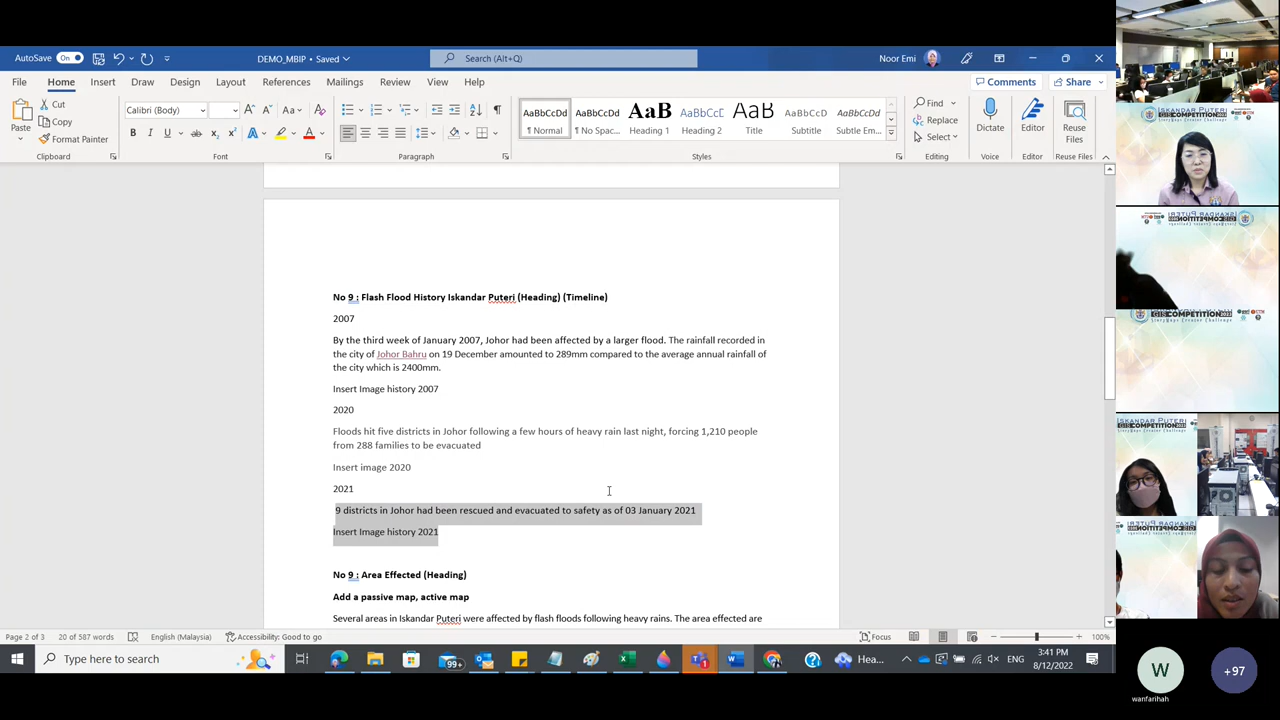 AutoSave On
DEMO_MBIP • Saved
Search (Alt+Q)
Noor Emi
File Home Insert Draw Design Layout References Mailings Review View Help
Comments Share
Paste
Cut
Copy
Format Painter
Clipboard
Calibri (Body)
Font
Paragraph
AaBbCcDd AaBbCcDd AaB AaBbCcC AaB AaBbCcD AaBbCcDd
¶ Normal ¶ No Spac... Heading 1 Heading 2 Title Subtitle Subtle Em...
Styles
Find
Replace
Select
Editing
Dictate
Voice
Editor
Editor
Reuse
Files
Reuse Files
No 9 : Flash Flood History Iskandar Puteri (Heading) (Timeline)
2007
By the third week of January 2007, Johor had been affected by a larger flood. The rainfall recorded in
the city of Johor Bahru on 19 December amounted to 289mm compared to the average annual rainfall of
the city which is 2400mm.
Insert Image history 2007
2020
Floods hit five districts in Johor following a few hours of heavy rain last night, forcing 1,210 people
from 288 families to be evacuated
Insert image 2020
2021
9 districts in Johor had been rescued and evacuated to safety as of 03 January 2021
Insert Image history 2021
No 9 : Area Effected (Heading)
Add a passive map, active map
Several areas in Iskandar Puteri were affected by flash floods following heavy rains. The area effected are
Page 2 of 3 20 of 587 words English (Malaysia) Accessibility: Good to go
Focus
100%
Type here to search
99+
Hea...
ENG
3:41 PM
8/12/2022
W
wanfarihah
+97